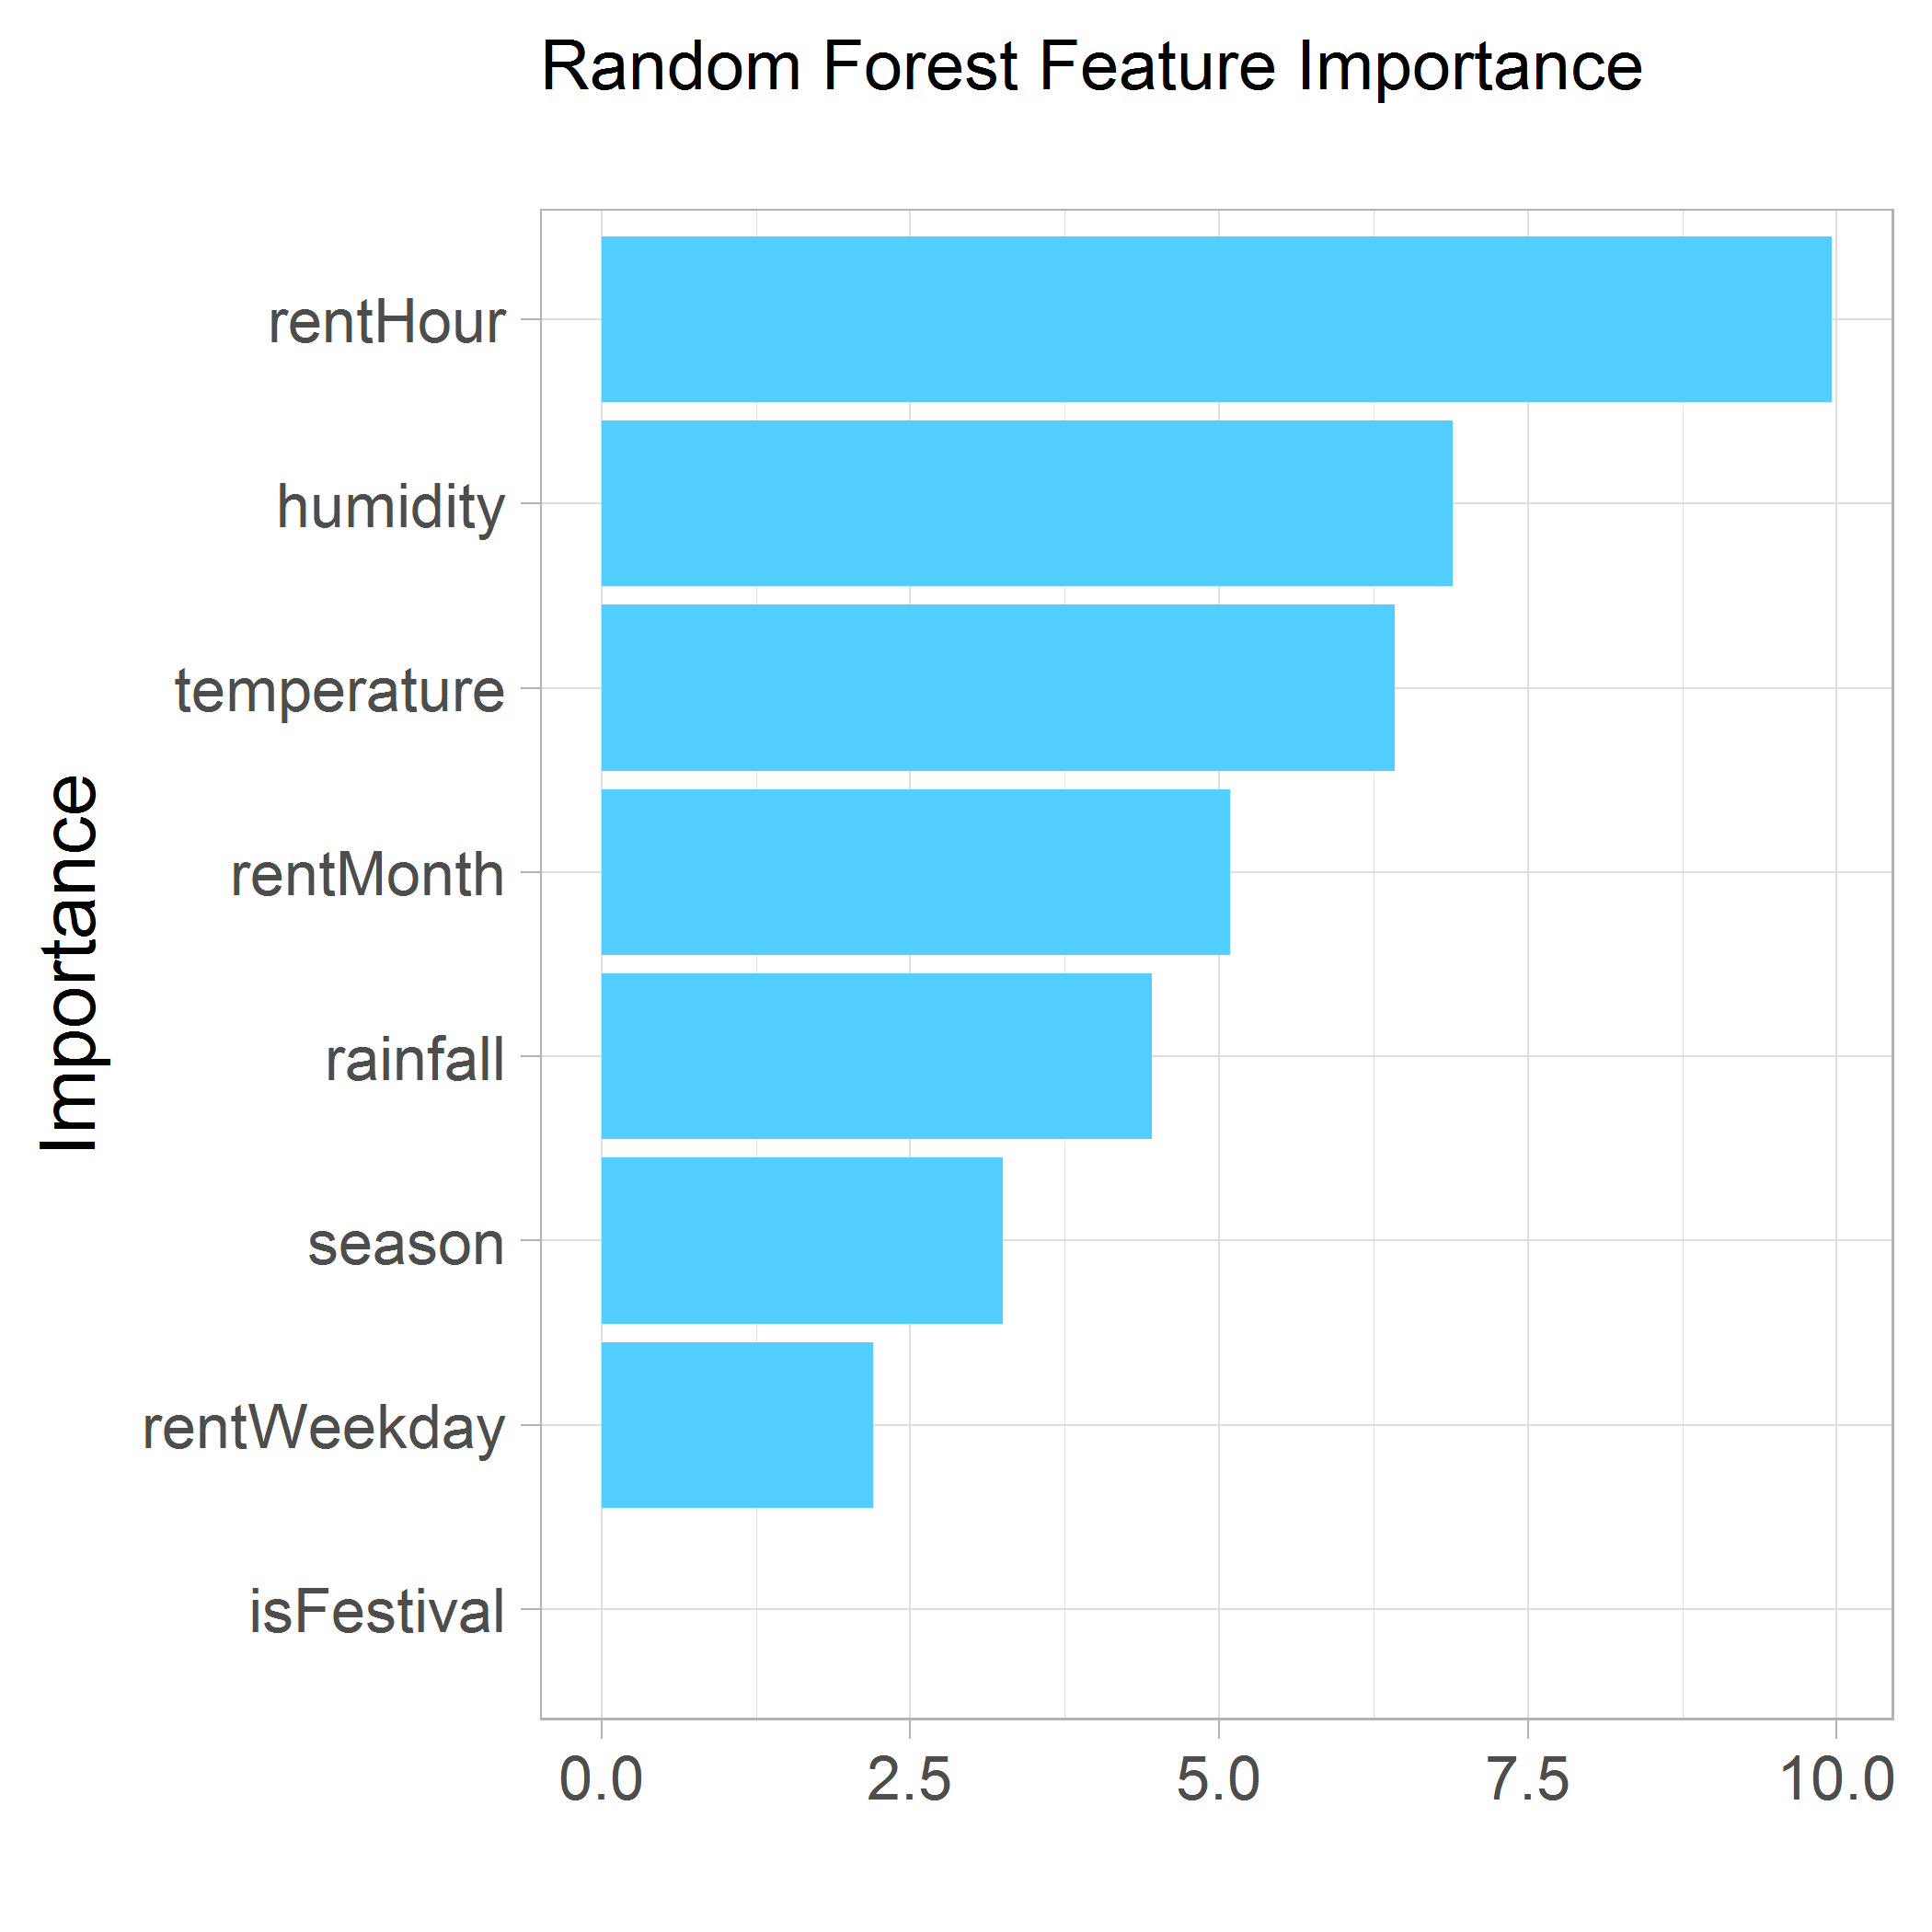 Random Forest Feature Importance
Importance
rentHour
humidity
temperature
rentMonth
rainfall
season
rentWeekday
isFestival
0.0 2.5 5.0 7.5 10.0